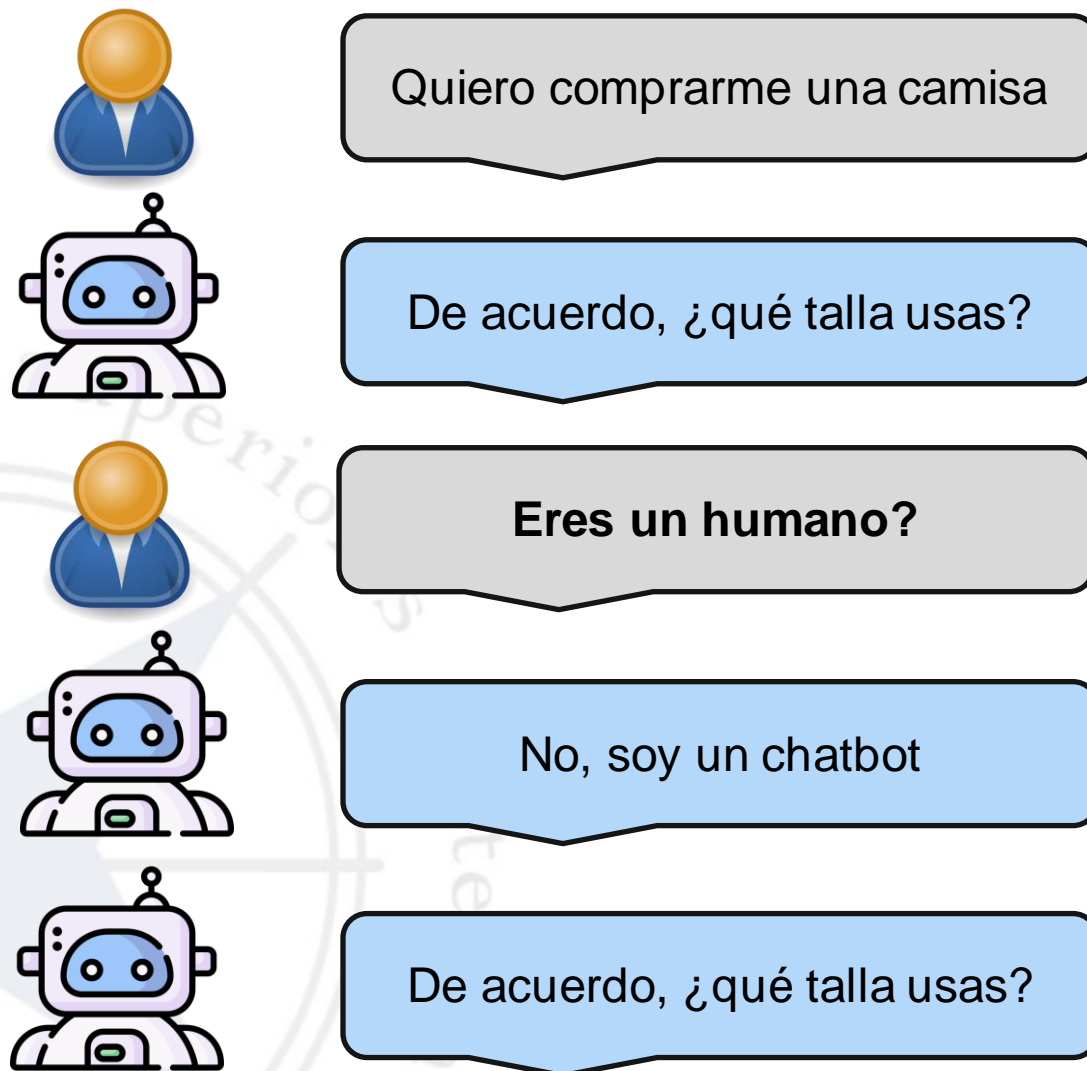 Quiero comprarme una camisa
De acuerdo, ¿qué talla usas?
Eres un humano?
No, soy un chatbot
De acuerdo, ¿qué talla usas?